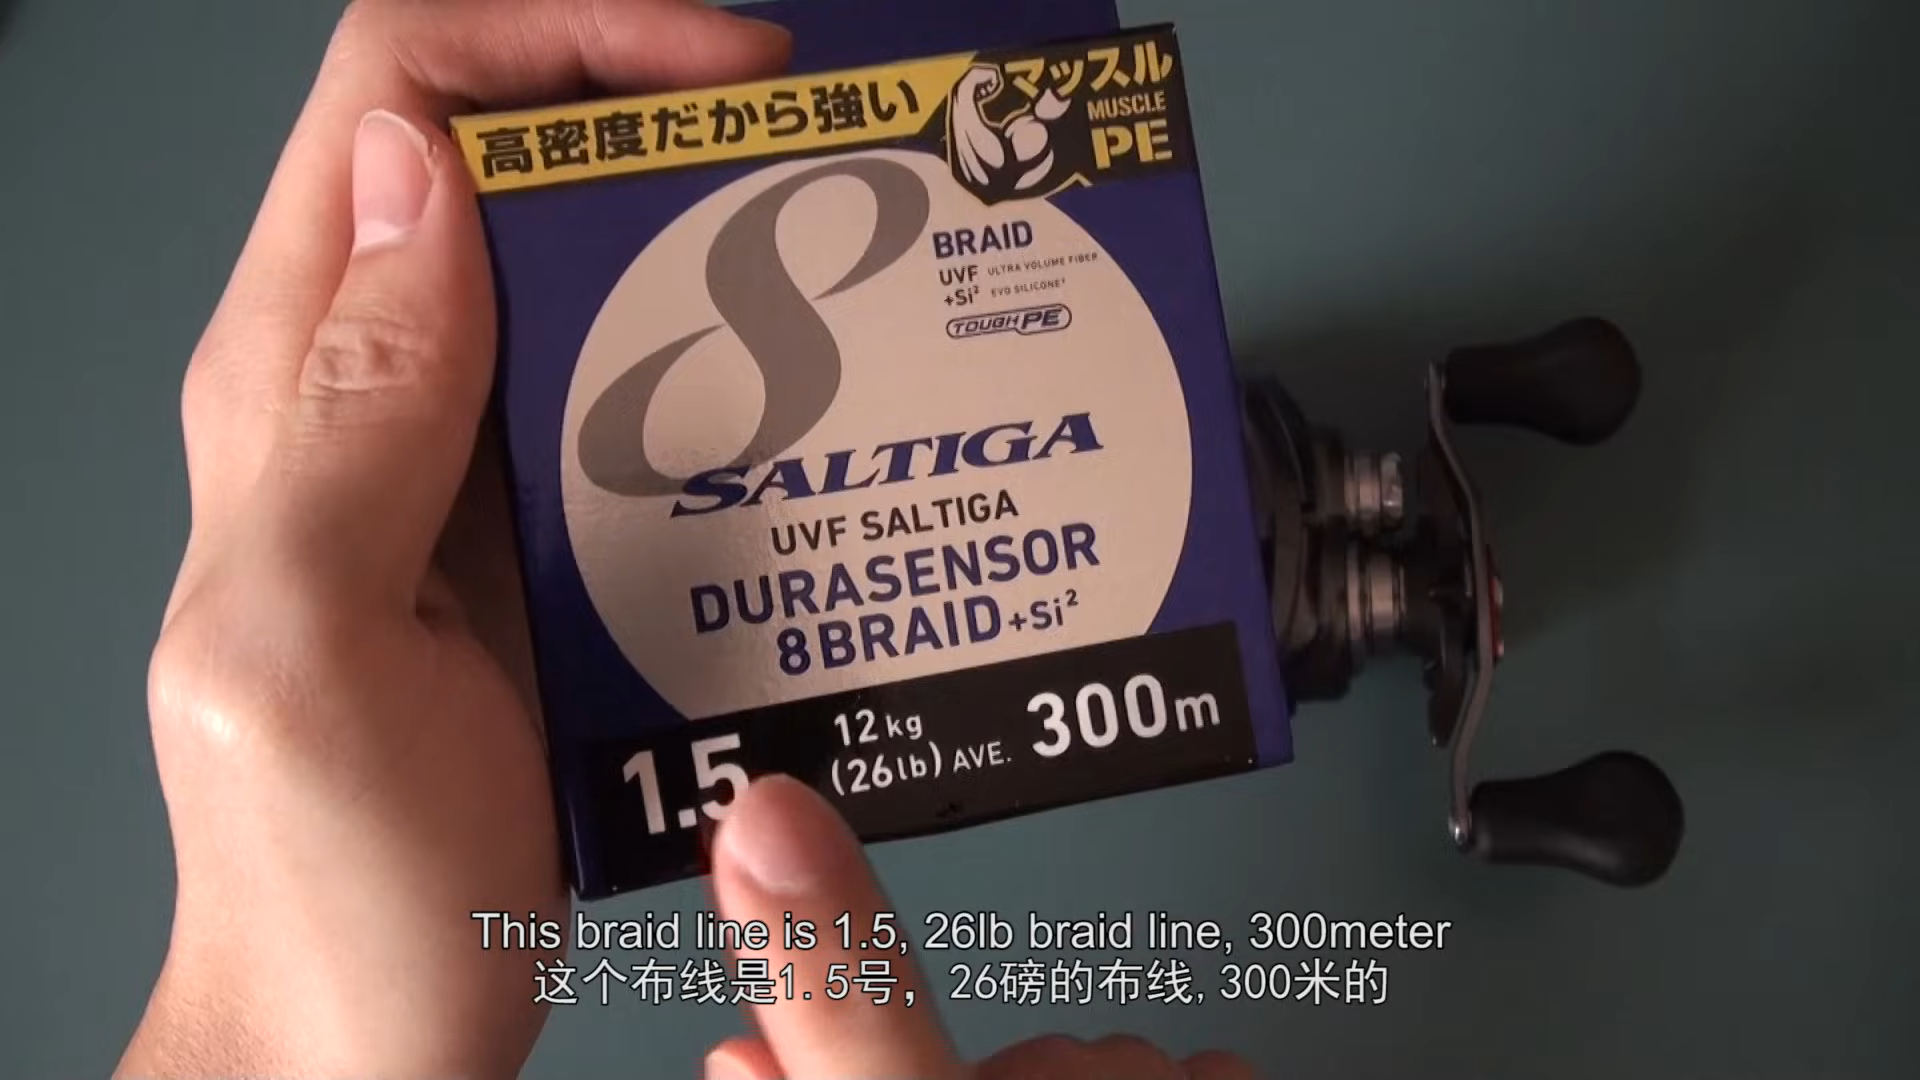 高密度だから強い
マッスル
MUSCLE
PE
8
BRAID
UVF ULTRA VOLUME FIBER
+Si² EVO SILICONE²
TOUGH PE
SALTIGA
UVF SALTIGA
DURASENSOR
8BRAID+Si²
1.5 12kg (26lb) AVE. 300m
This braid line is 1.5, 26lb braid line, 300meter
这个布线是1.5号，26磅的布线,300米的